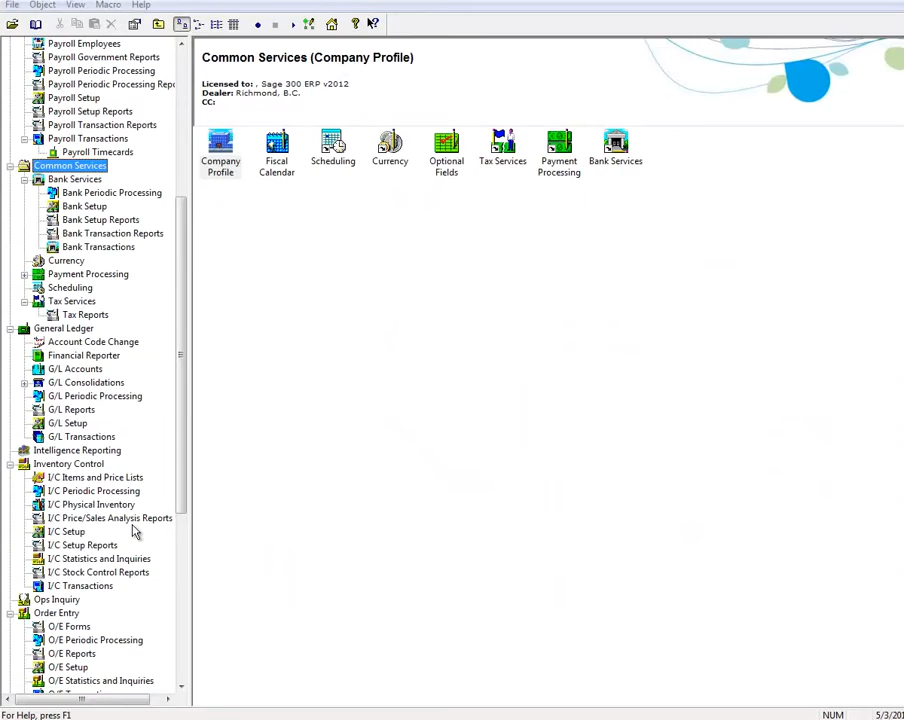 File Object View Macro Help
Payroll Employees
Payroll Government Reports
Payroll Periodic Processing
Payroll Periodic Processing Repo
Payroll Setup
Payroll Setup Reports
Payroll Transaction Reports
Payroll Transactions
Payroll Timecards
Common Services
Bank Services
Bank Periodic Processing
Bank Setup
Bank Setup Reports
Bank Transaction Reports
Bank Transactions
Currency
Payment Processing
Scheduling
Tax Services
Tax Reports
General Ledger
Account Code Change
Financial Reporter
G/L Accounts
G/L Consolidations
G/L Periodic Processing
G/L Reports
G/L Setup
G/L Transactions
Intelligence Reporting
Inventory Control
I/C Items and Price Lists
I/C Periodic Processing
I/C Physical Inventory
I/C Price/Sales Analysis Reports
I/C Setup
I/C Setup Reports
I/C Statistics and Inquiries
I/C Stock Control Reports
I/C Transactions
Ops Inquiry
Order Entry
O/E Forms
O/E Periodic Processing
O/E Reports
O/E Setup
O/E Statistics and Inquiries
Common Services (Company Profile)
Licensed to: , Sage 300 ERP v2012
Dealer: Richmond, B.C.
CC:
Company Profile
Fiscal Calendar
Scheduling
Currency
Optional Fields
Tax Services
Payment Processing
Bank Services
For Help, press F1 NUM 5/3/20